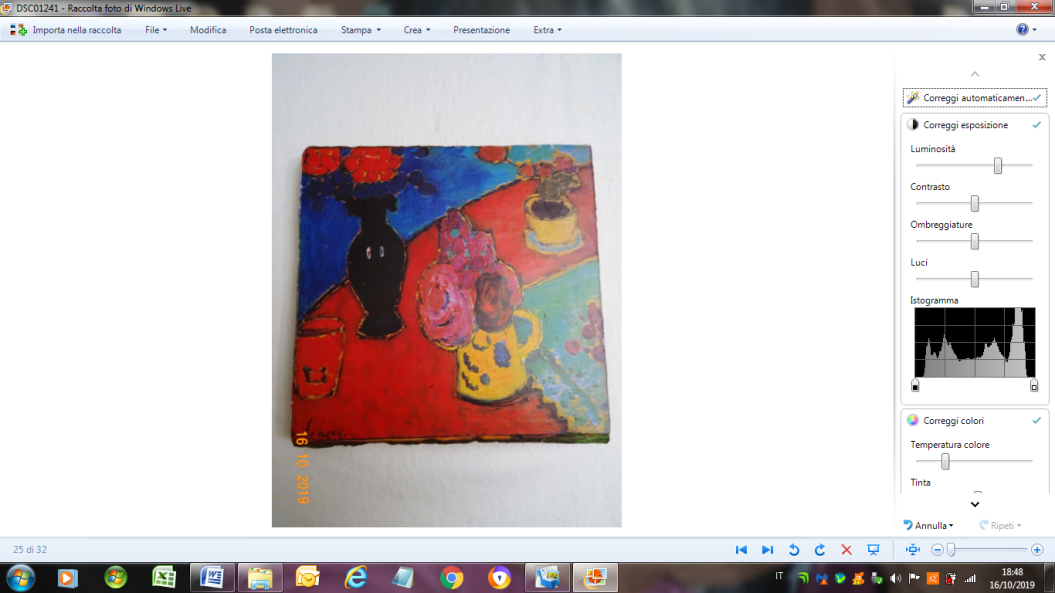 DSC01241 - Raccolta foto di Windows Live
Importa nella raccolta File Modifica Posta elettronica Stampa Crea Presentazione Extra
Correggi automaticamen...
Correggi esposizione
Luminosità
Contrasto
Ombreggiature
Luci
Istogramma
Correggi colori
Temperatura colore
Tinta
Annulla Ripeti
16 10 2019
25 di 32
IT
18:48
16/10/2019